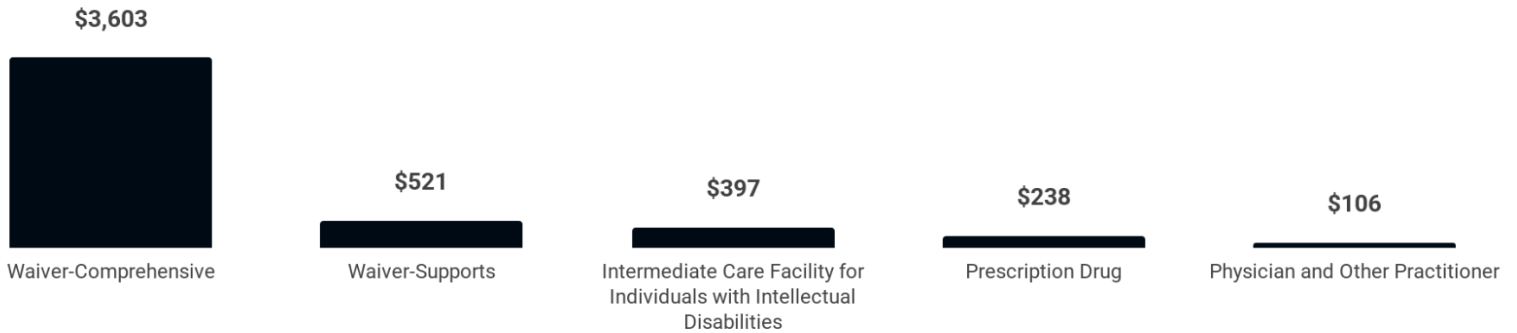 $3,603
$521
$397
$238
$106
Waiver-Comprehensive
Waiver-Supports
Intermediate Care Facility for
Individuals with Intellectual
Disabilities
Prescription Drug
Physician and Other Practitioner